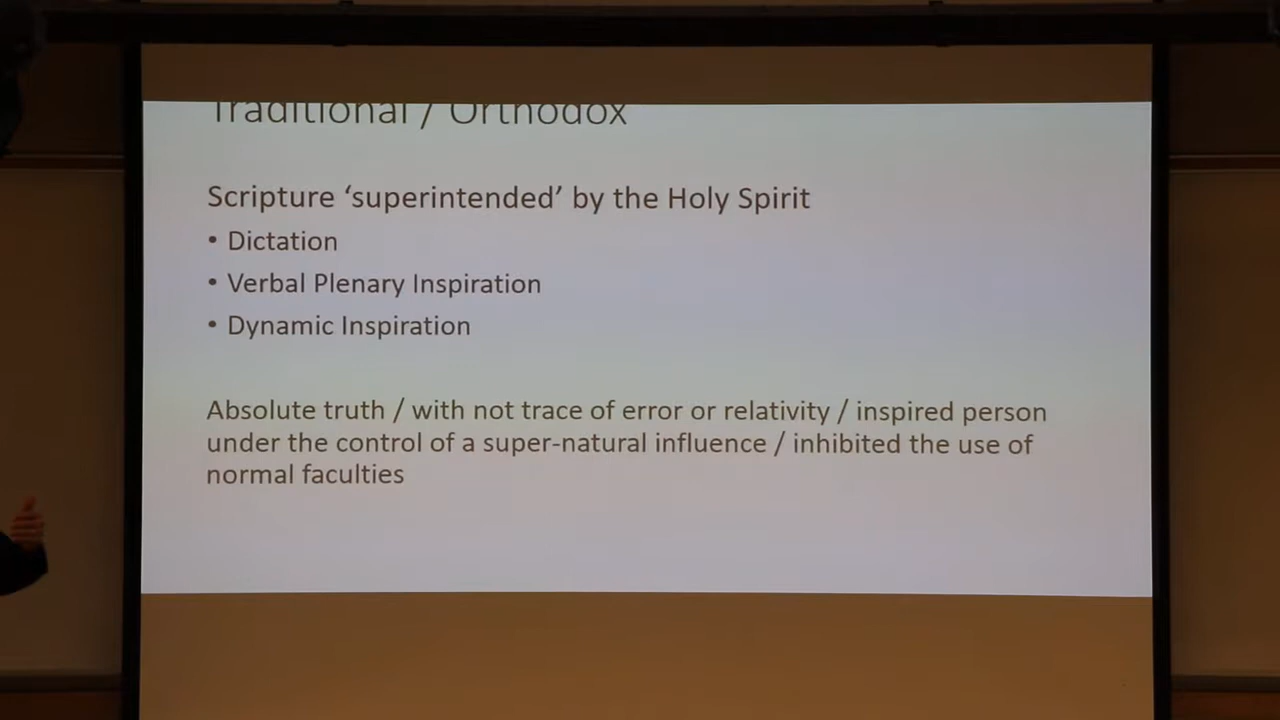 Traditional / Orthodox
Scripture ‘superintended’ by the Holy Spirit
• Dictation
• Verbal Plenary Inspiration
• Dynamic Inspiration
Absolute truth / with not trace of error or relativity / inspired person
under the control of a super-natural influence / inhibited the use of
normal faculties